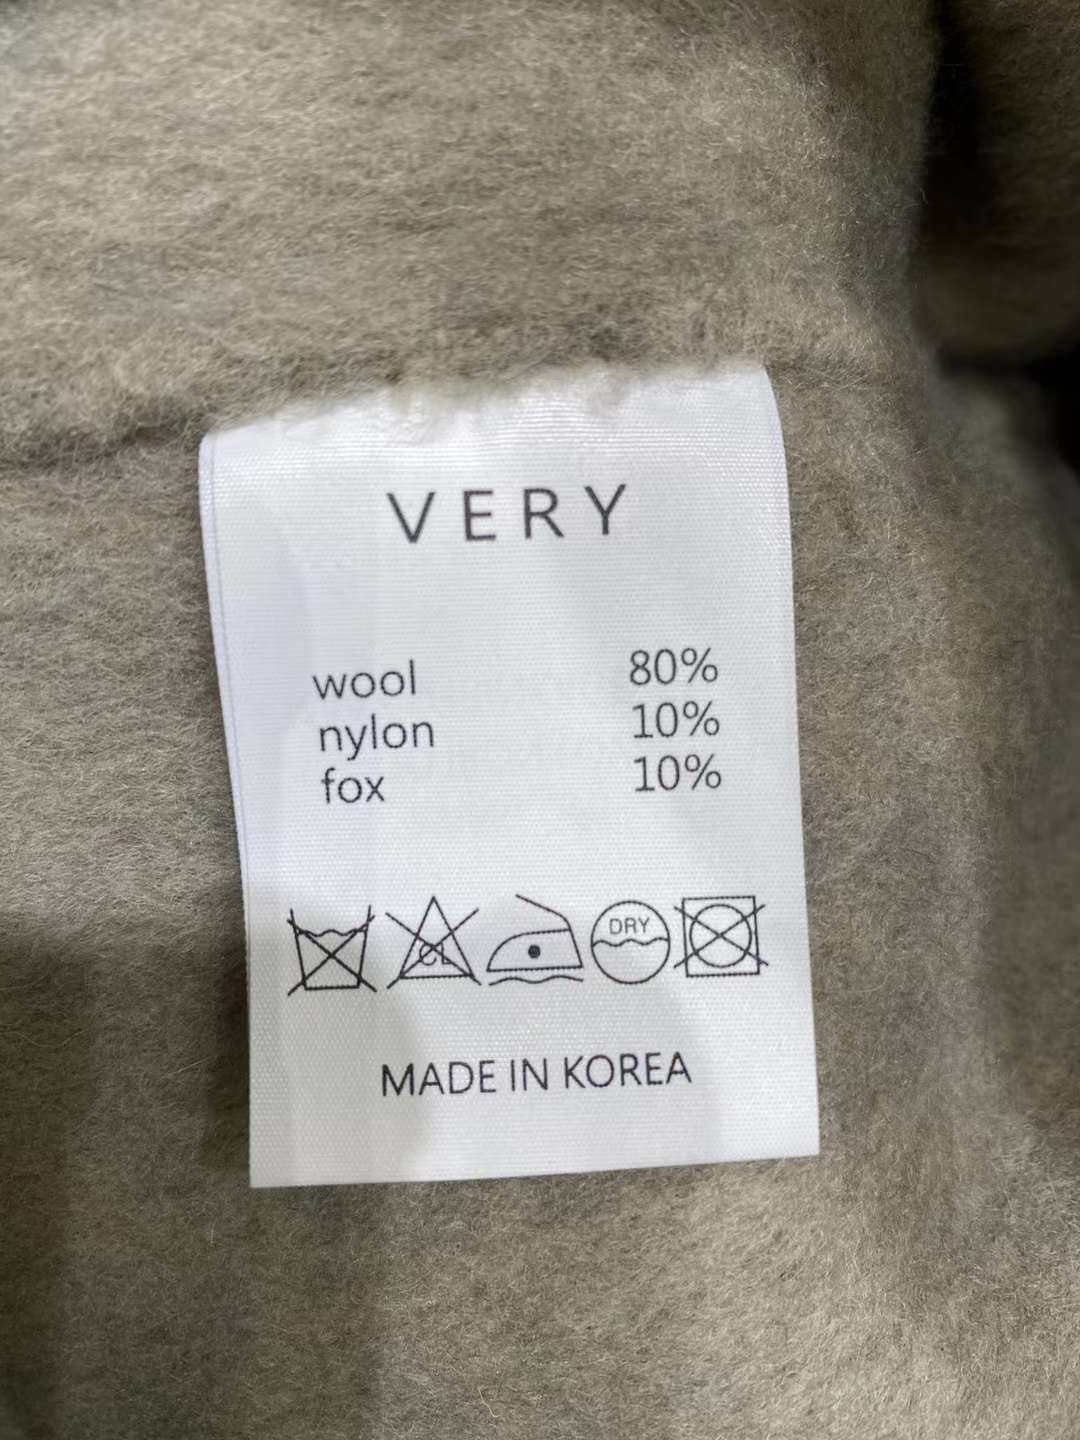 VERY
wool 80%
nylon 10%
fox 10%
CL DRY
MADE IN KOREA